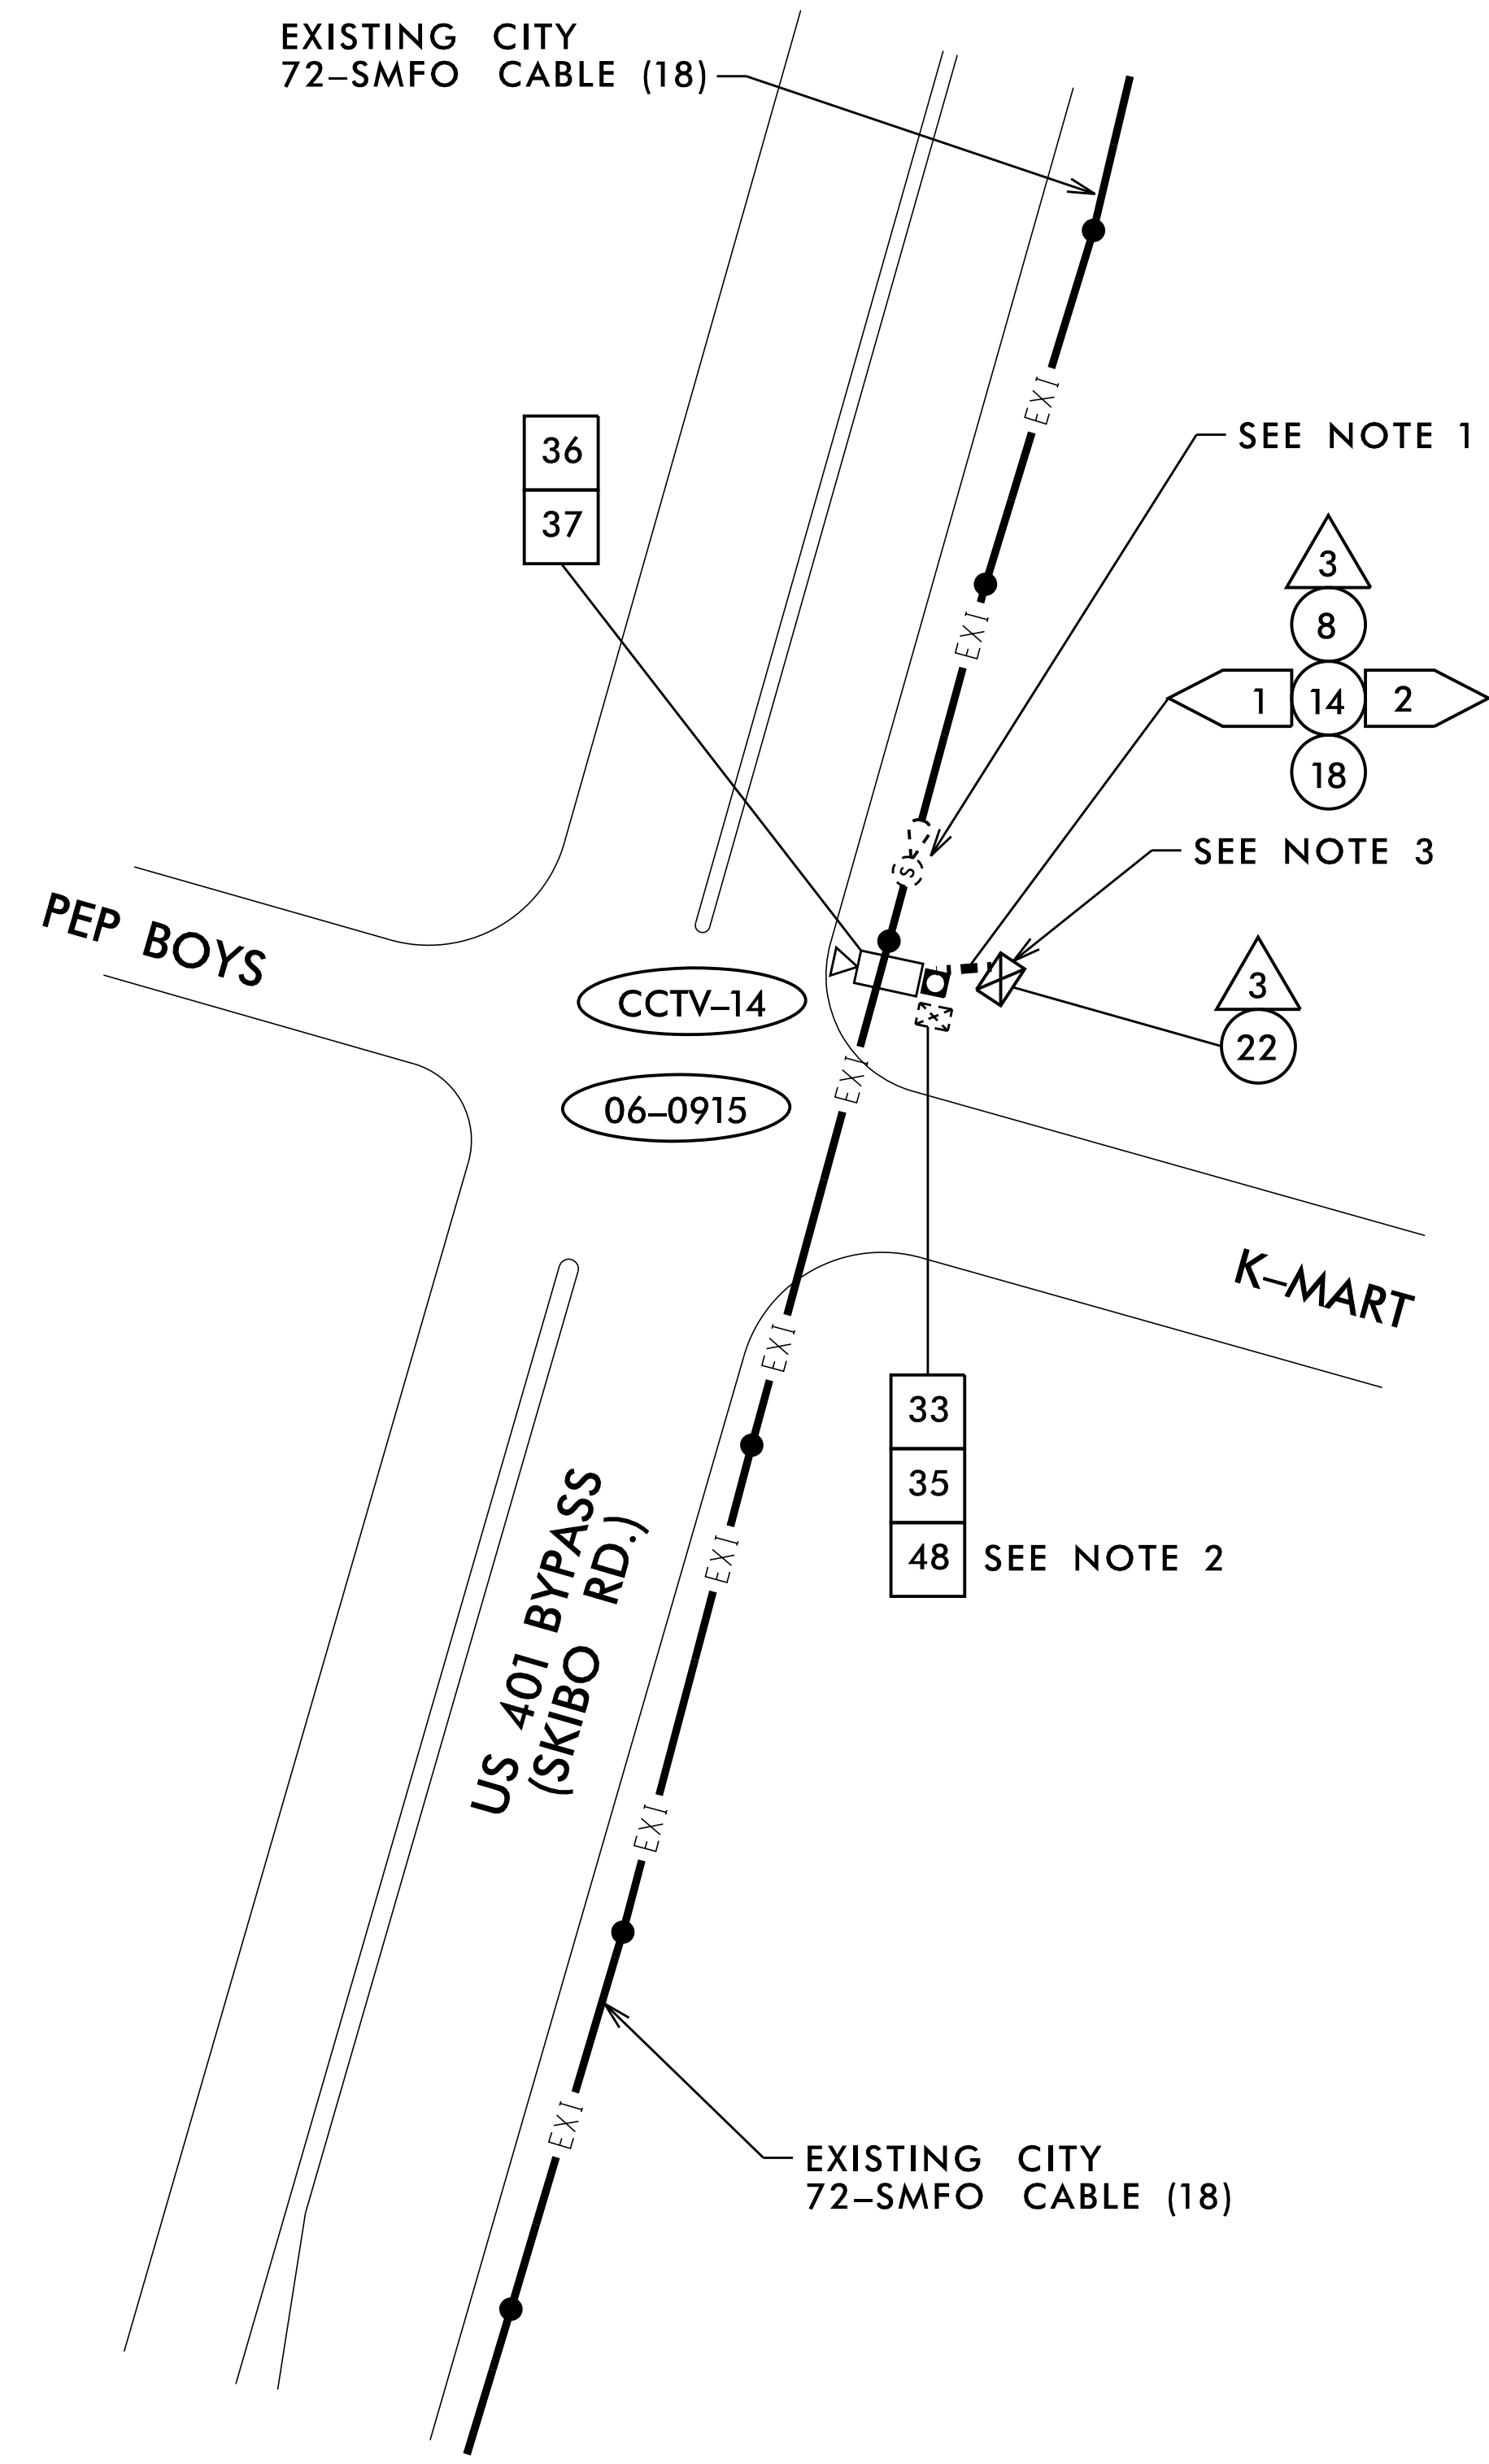 EXISTING CITY
72–SMFO CABLE (18)
EXI
36
37
SEE NOTE 1
3
8
1 14 2
18
EXI
S
SEE NOTE 3
PEP BOYS
CCTV–14
3
22
EXI
06–0915
K–MART
EXI
33
35
48 SEE NOTE 2
US 401 BYPASS
(SKIBO RD.)
EXI
EXI
EXI
EXISTING CITY
72–SMFO CABLE (18)